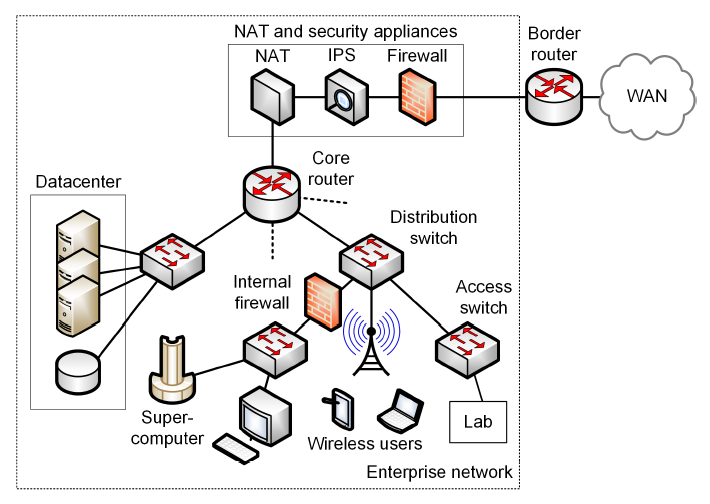 NAT and security appliances
NAT
IPS
Firewall
Border
router
WAN
Core
router
Datacenter
Distribution
switch
Internal
firewall
Access
switch
Super-
computer
Wireless users
Lab
Enterprise network